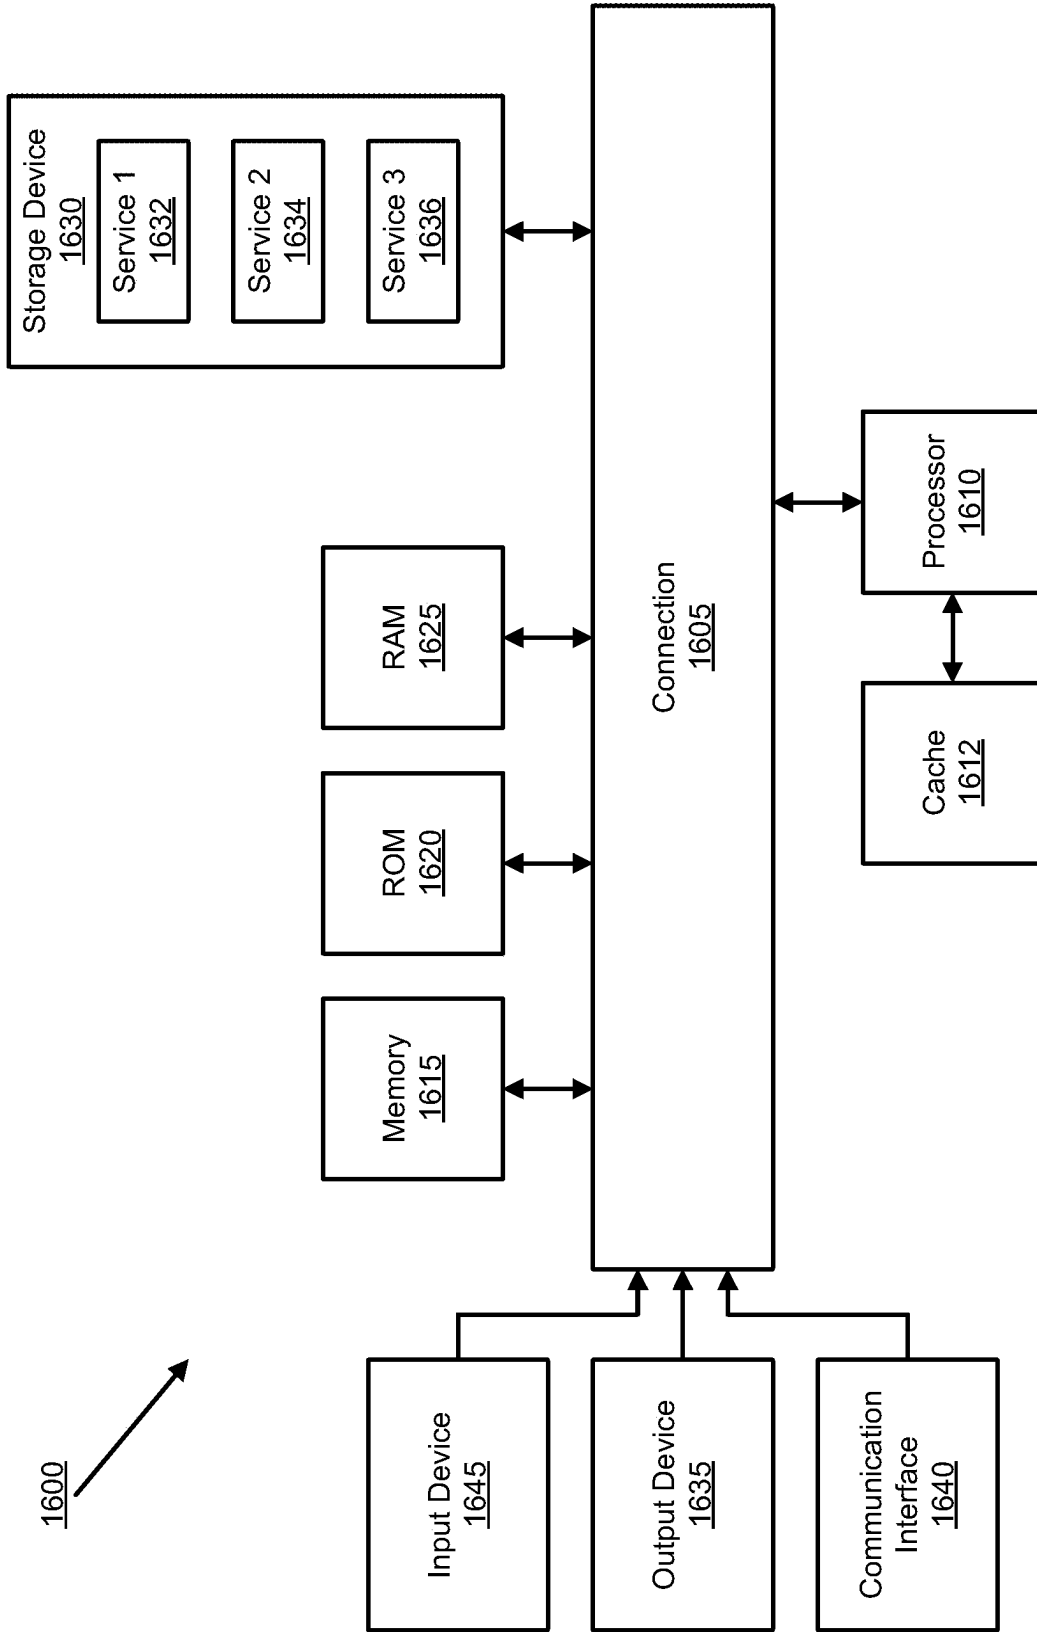 1600
Input Device
1645
Output Device
1635
Communication
Interface
1640
Memory
1615
ROM
1620
RAM
1625
Storage Device
1630
Service 1
1632
Service 2
1634
Service 3
1636
Connection
1605
Cache
1612
Processor
1610